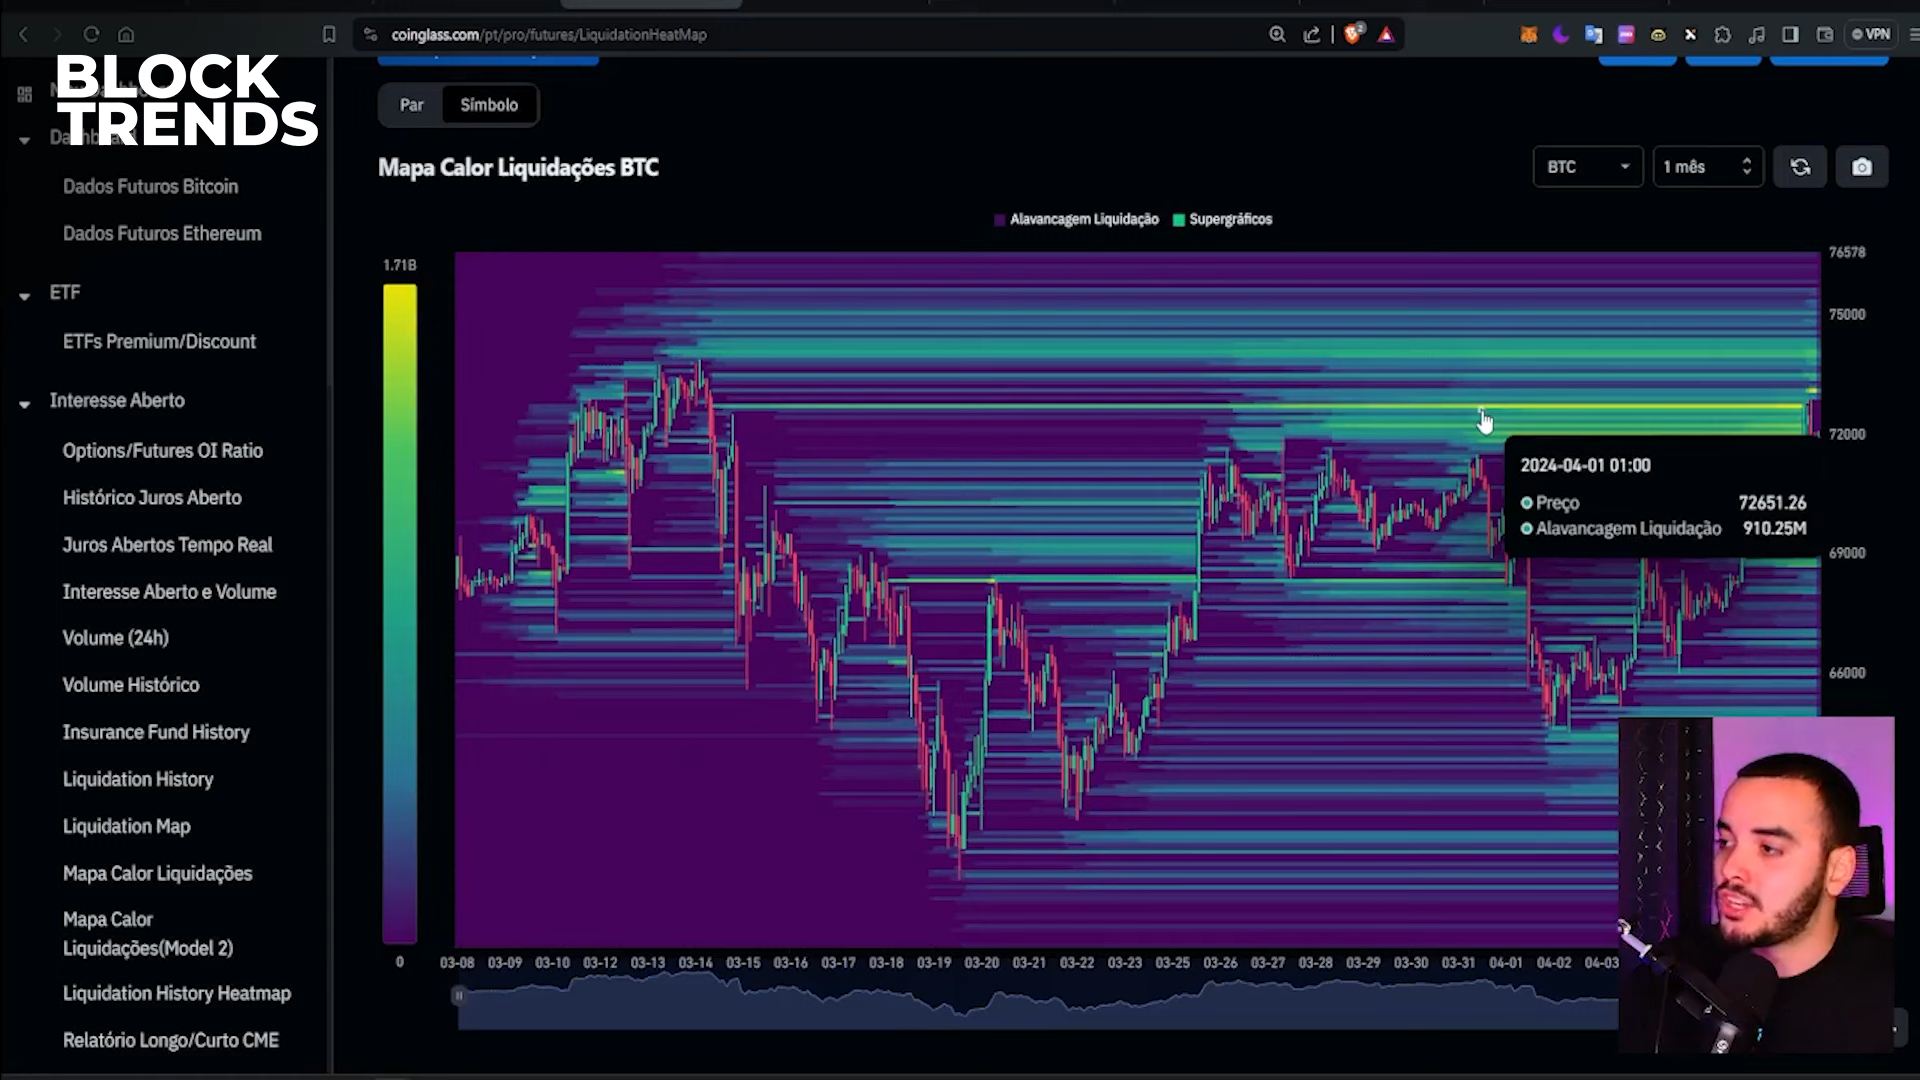 coinglass.com/pt/pro/futures/LiquidationHeatMap
2
VPN
BLOCK
TRENDS
Dados Futuros Bitcoin
Dados Futuros Ethereum
ETF
ETFs Premium/Discount
Interesse Aberto
Options/Futures OI Ratio
Histórico Juros Aberto
Juros Abertos Tempo Real
Interesse Aberto e Volume
Volume (24h)
Volume Histórico
Insurance Fund History
Liquidation History
Liquidation Map
Mapa Calor Liquidações
Mapa Calor
Liquidações(Model 2)
Liquidation History Heatmap
Relatório Longo/Curto CME
Par Símbolo
Mapa Calor Liquidações BTC
BTC
1 mês
Alavancagem Liquidação Supergráficos
1.71B
0
76578
75000
72000
69000
66000
2024-04-01 01:00
Preço 72651.26
Alavancagem Liquidação 910.25M
03-08 03-09 03-10 03-12 03-13 03-14 03-15 03-16 03-17 03-18 03-19 03-20 03-21 03-22 03-23 03-25 03-26 03-27 03-28 03-29 03-30 03-31 04-01 04-02 04-03